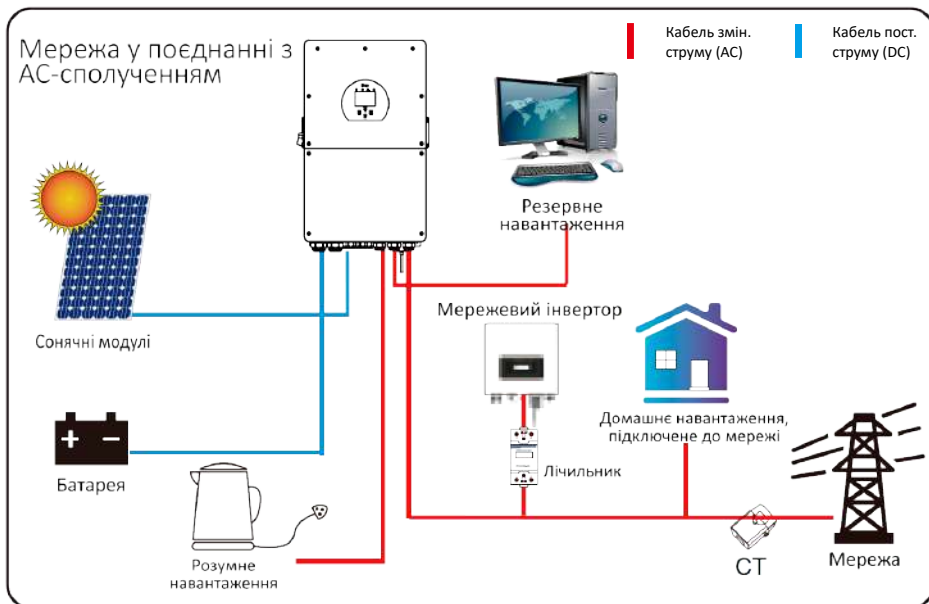 Мережа у поєднанні з
АС-сполученням
Кабель змін.
струму (AC)
Кабель пост.
струму (DC)
Резервне
навантаження
Сонячні модулі
Мережевий інвертор
Домашнє навантаження,
підключене до мережі
Лічильник
Батарея
Розумне
навантаження
CT
Мережа